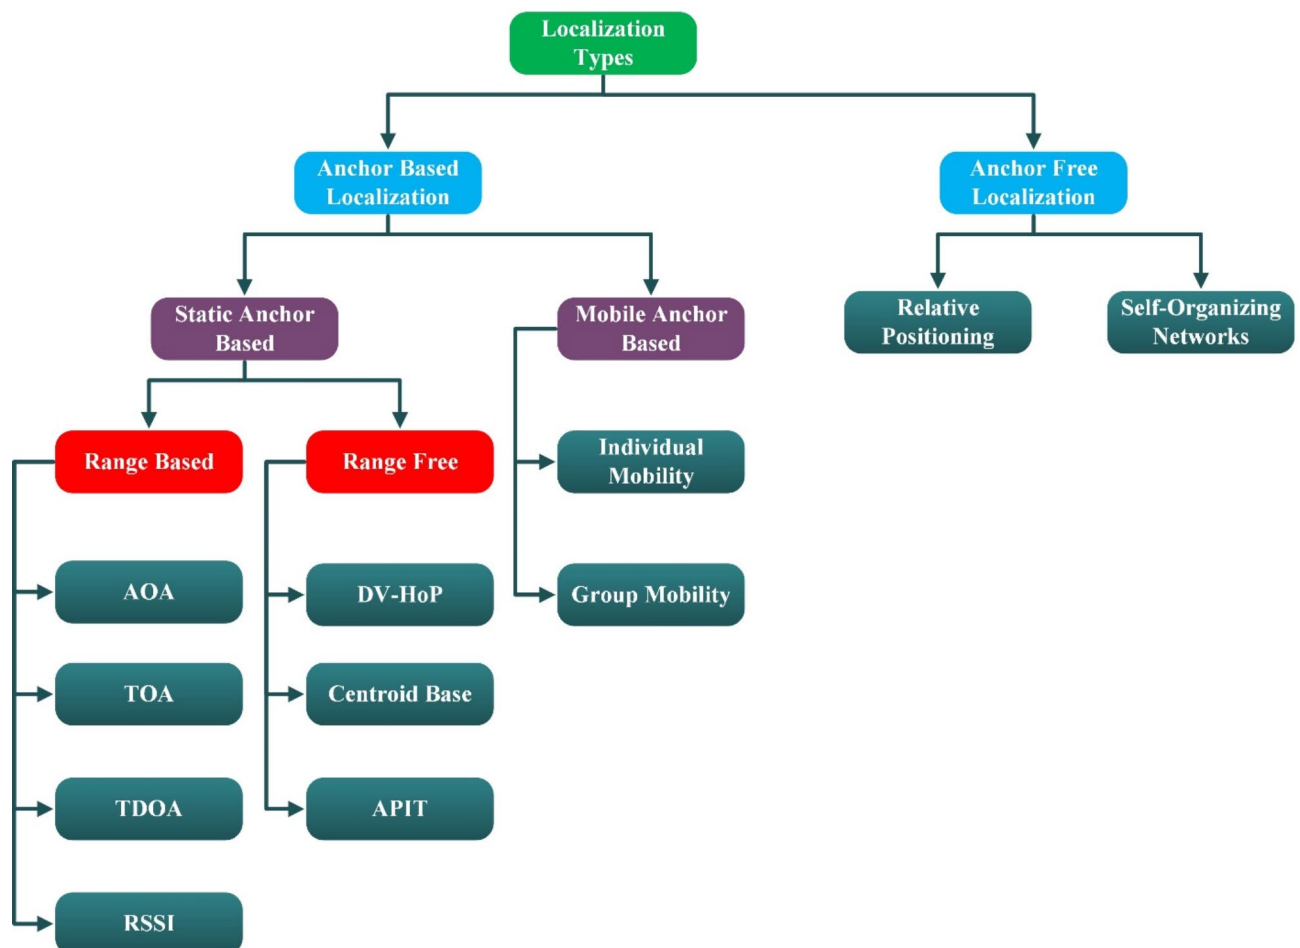 Localization
Types
Anchor Based
Localization
Anchor Free
Localization
Static Anchor
Based
Mobile Anchor
Based
Relative
Positioning
Self-Organizing
Networks
Range Based
Range Free
Individual
Mobility
AOA
DV-HoP
Group Mobility
TOA
Centroid Base
TDOA
APIT
RSSI